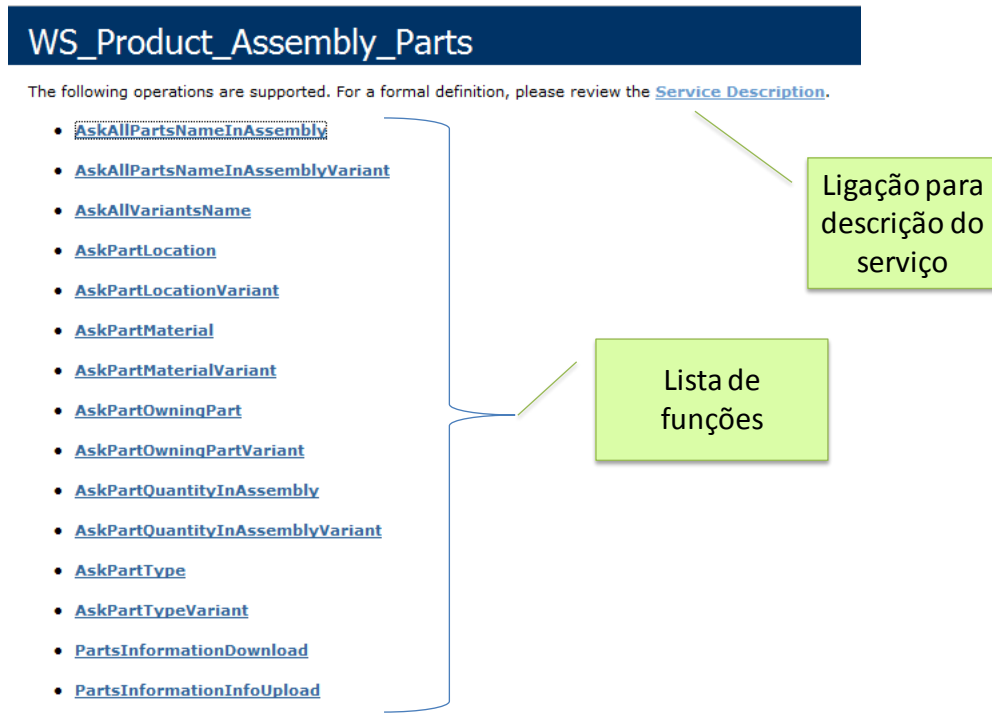 WS_Product_Assembly_Parts
The following operations are supported. For a formal definition, please review the Service Description.
AskAllPartsNameInAssembly
AskAllPartsNameInAssemblyVariant
AskAllVariantsName
AskPartLocation
AskPartLocationVariant
AskPartMaterial
AskPartMaterialVariant
AskPartOwningPart
AskPartOwningPartVariant
AskPartQuantityInAssembly
AskPartQuantityInAssemblyVariant
AskPartType
AskPartTypeVariant
PartsInformationDownload
PartsInformationInfoUpload
Ligação para
descrição do
serviço
Lista de
funções